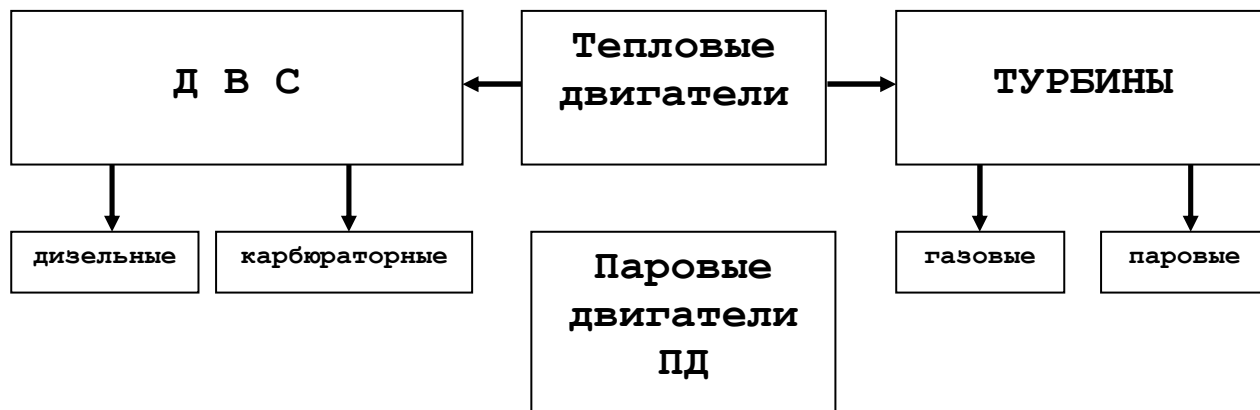 Д В С
Тепловые
двигатели
ТУРБИНЫ
дизельные
карбюраторные
Паровые
двигатели
ПД
газовые
паровые